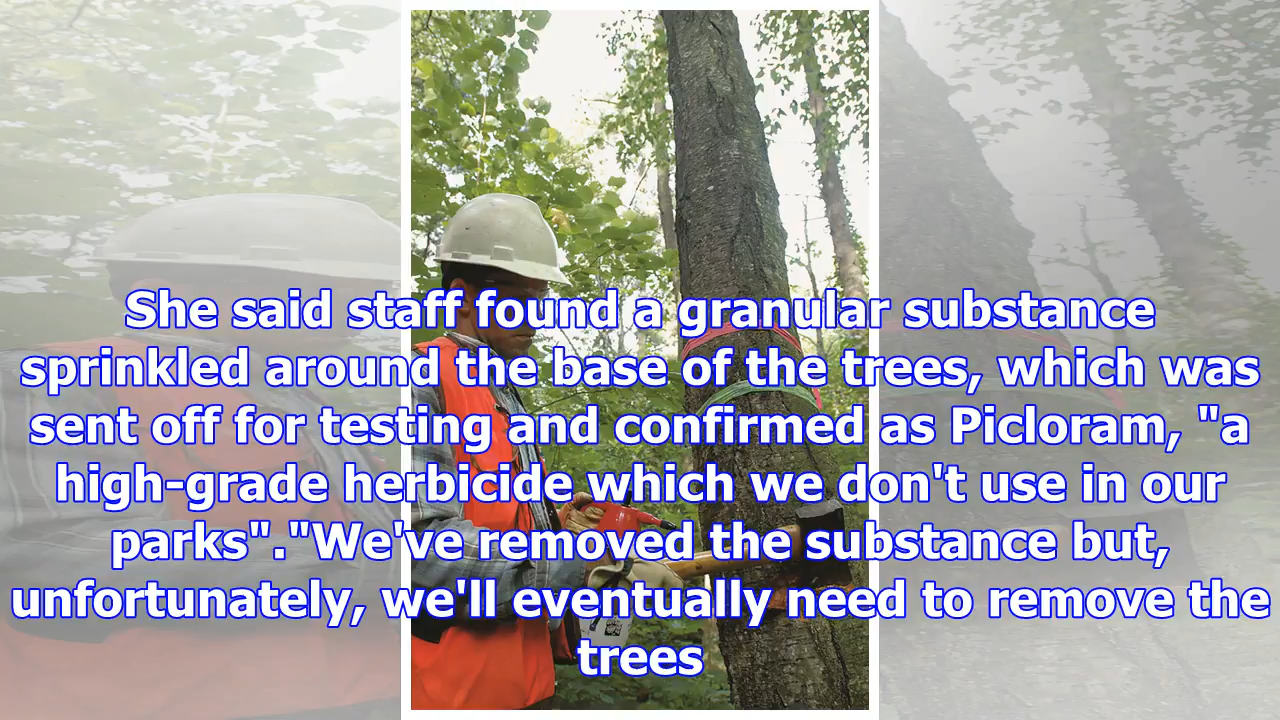 She said staff found a granular substance
sprinkled around the base of the trees, which was
sent off for testing and confirmed as Picloram, "a
high-grade herbicide which we don't use in our
parks"."We've removed the substance but,
unfortunately, we'll eventually need to remove the
trees